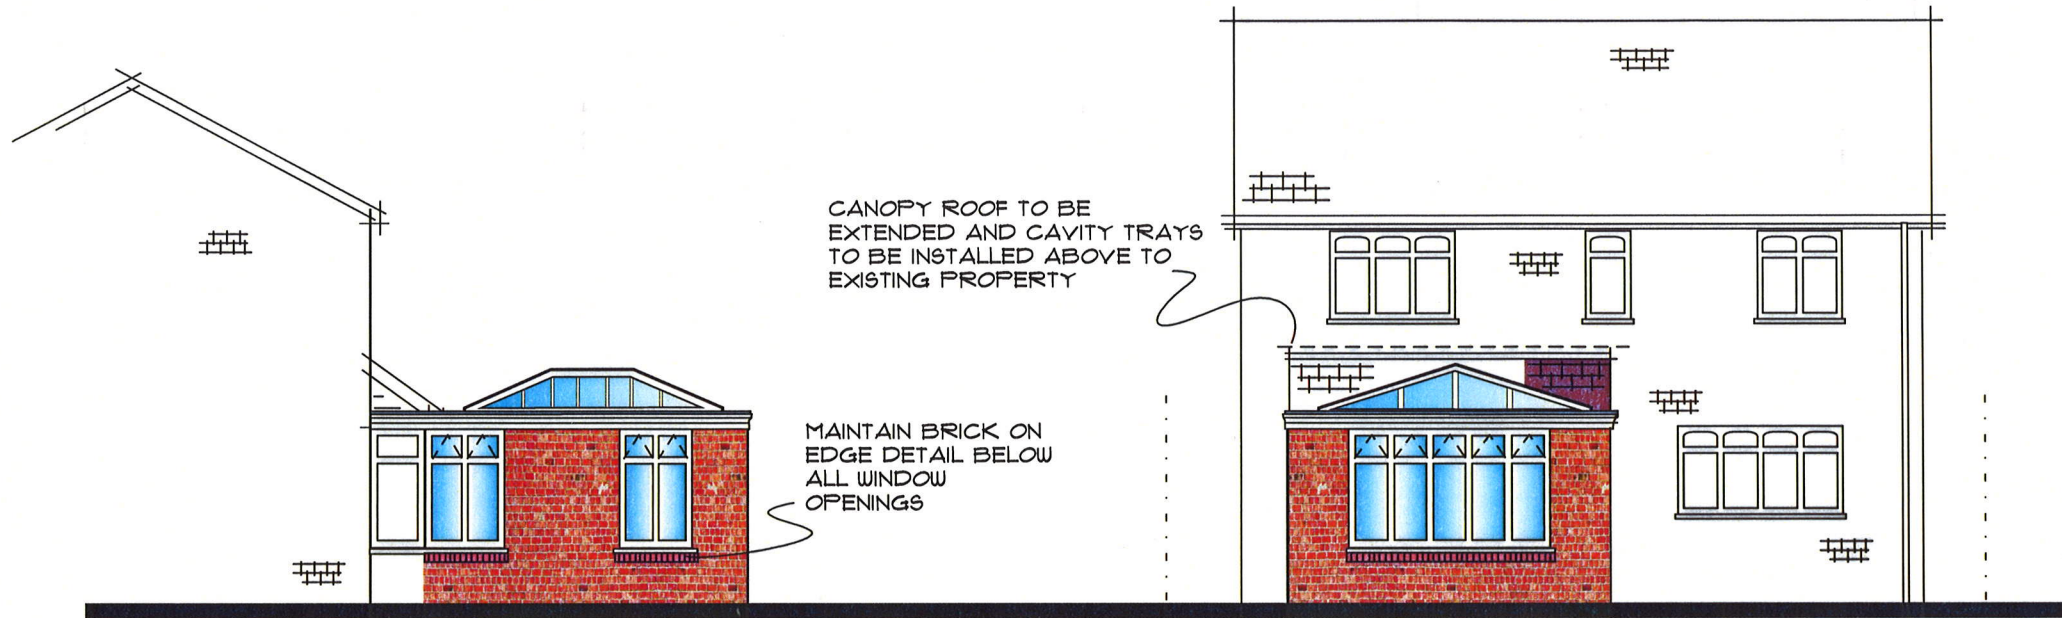 CANOPY ROOF TO BE
EXTENDED AND CAVITY TRAYS
TO BE INSTALLED ABOVE TO
EXISTING PROPERTY
MAINTAIN BRICK ON
EDGE DETAIL BELOW
ALL WINDOW
OPENINGS